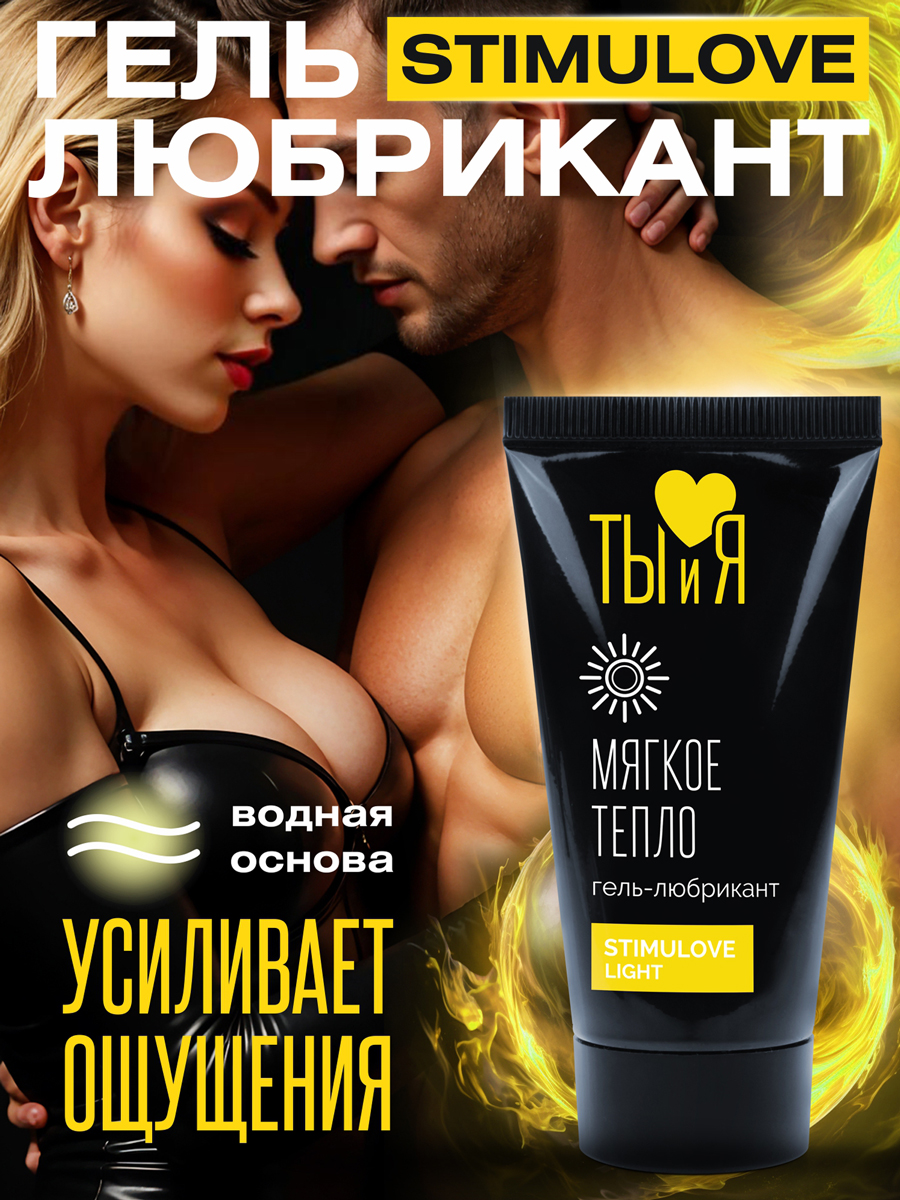 ГЕЛЬ STIMULOVE
ЛЮБРИКАНТ
ТЫ и Я
МЯГКОЕ
ТЕПЛО
гель-любрикант
STIMULOVE
LIGHT
водная
основа
УСИЛИВАЕТ
ОЩУЩЕНИЯ